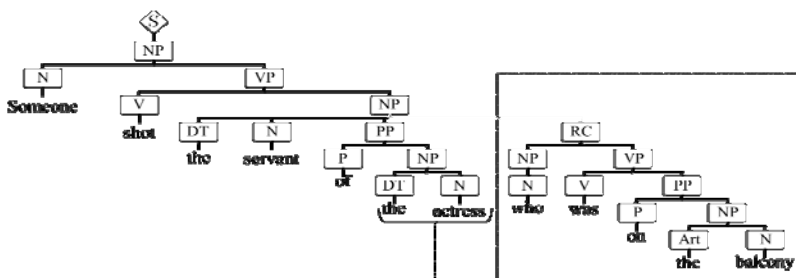 S
NP
N VP
Someone V NP
shot DT N PP RC
the servant P NP NP VP
of DT N N V PP
the actress who was P NP
on Art N
the balcony